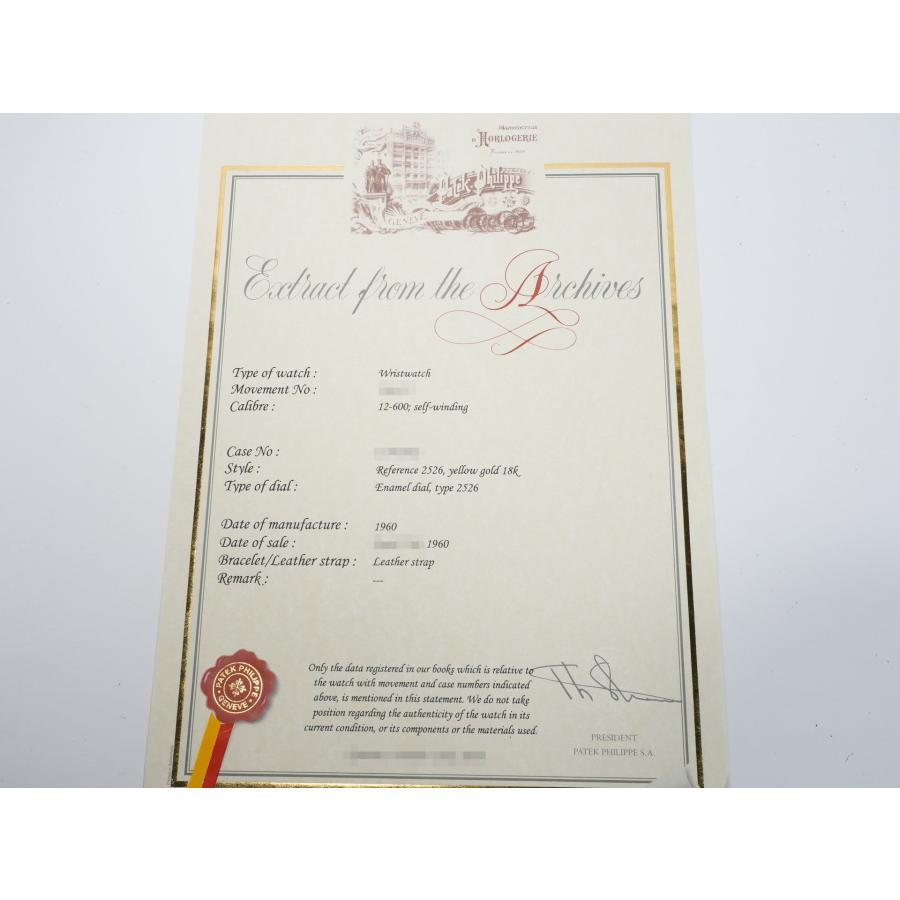 Manufacture
D'HORLOGERIE
Patek Philippe
GENÈVE
Extract from the Archives
Type of watch : Wristwatch
Movement No :
Calibre : 12-600; self-winding
Case No :
Style : Reference 2526, yellow gold 18k
Type of dial : Enamel dial, type 2526
Date of manufacture : 1960
Date of sale : 1960
Bracelet/Leather strap : Leather strap
Remark : ---
Only the data registered in our books which is relative to
the watch with movement and case numbers indicated
above, is mentioned in this statement. We do not take
position regarding the authenticity of the watch in its
current condition, or its components or the materials used.
PATEK PHILIPPE
GENEVE
PRESIDENT
PATEK PHILIPPE S.A.